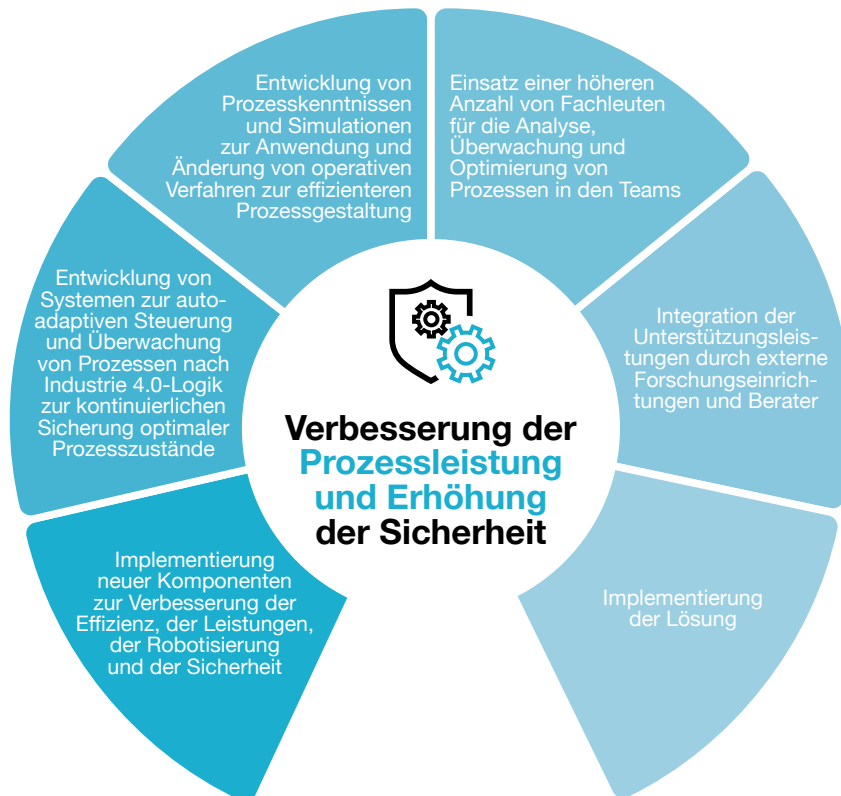 Entwicklung von
Prozesskenntnissen
und Simulationen
zur Anwendung und
Änderung von operativen
Verfahren zur effizienteren
Prozessgestaltung
Einsatz einer höheren
Anzahl von Fachleuten
für die Analyse,
Überwachung und
Optimierung von
Prozessen in den Teams
Entwicklung von
Systemen zur auto-
adaptiven Steuerung
und Überwachung
von Prozessen nach
Industrie 4.0-Logik
zur kontinuierlichen
Sicherung optimaler
Prozesszustände
Integration der
Unterstützungsleis-
tungen durch externe
Forschungseinrich-
tungen und Berater
Verbesserung der
Prozessleistung
und Erhöhung
der Sicherheit
Implementierung
neuer Komponenten
zur Verbesserung der
Effizienz, der Leistungen,
der Robotisierung
und der Sicherheit
Implementierung
der Lösung